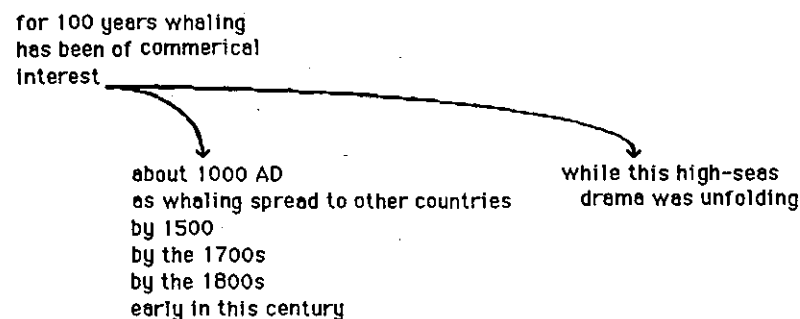 for 100 years whaling
has been of commerical
interest
about 1000 AD
as whaling spread to other countries
by 1500
by the 1700s
by the 1800s
early in this century
while this high-seas
drama was unfolding